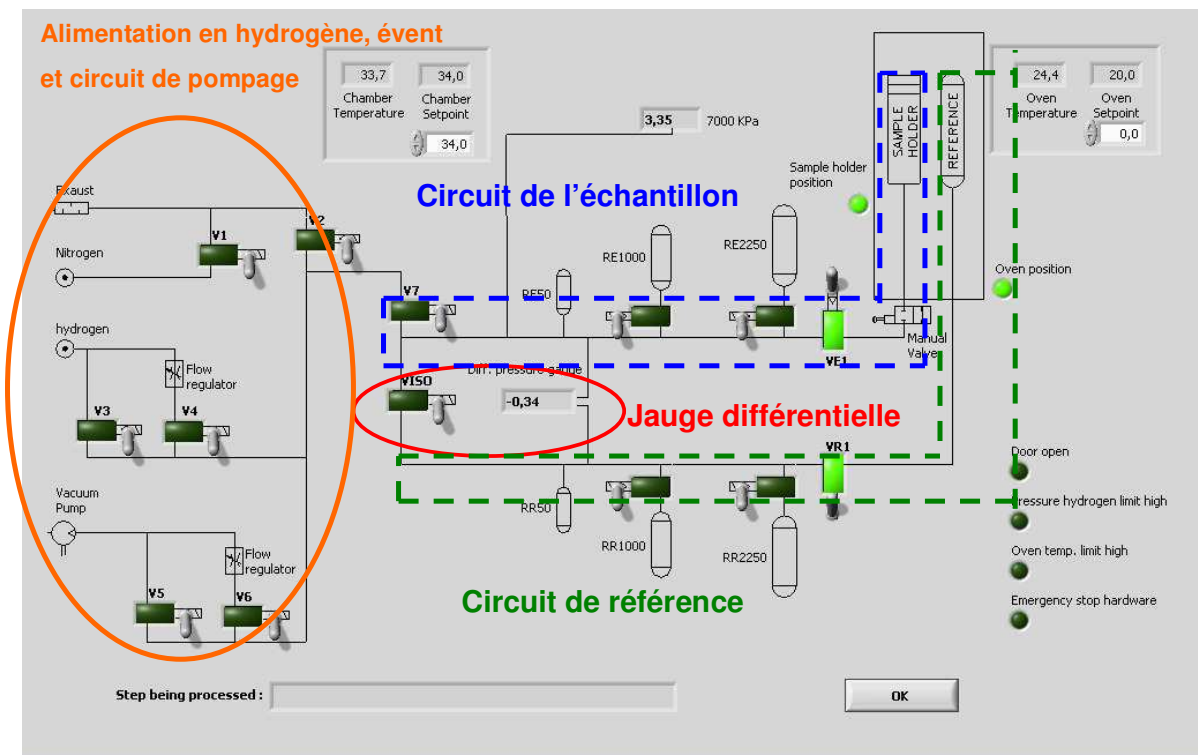 Alimentation en hydrogène, évent
et circuit de pompage
33,7
34,0
Chamber
Temperature
Chamber
Setpoint
34,0
3,35
7000 KPa
24,4
20,0
Oven
Temperature
Oven
Setpoint
0,0
SAMPLE
HOLDER
REFERENCE
Sample holder
position
Circuit de l'échantillon
Exaust
V1
V2
Nitrogen
RE1000
RE2250
Oven position
V7
RE50
hydrogen
Flow
regulator
Manual
Valve
VE1
Diff. pressure gauge
VISO
-0,34
Jauge différentielle
V3
V4
VR1
Door open
Vacuum
Pump
RR50
Pressure hydrogen limit high
RR1000
RR2250
Flow
regulator
Oven temp. limit high
V5
V6
Circuit de référence
Emergency stop hardware
Step being processed :
OK